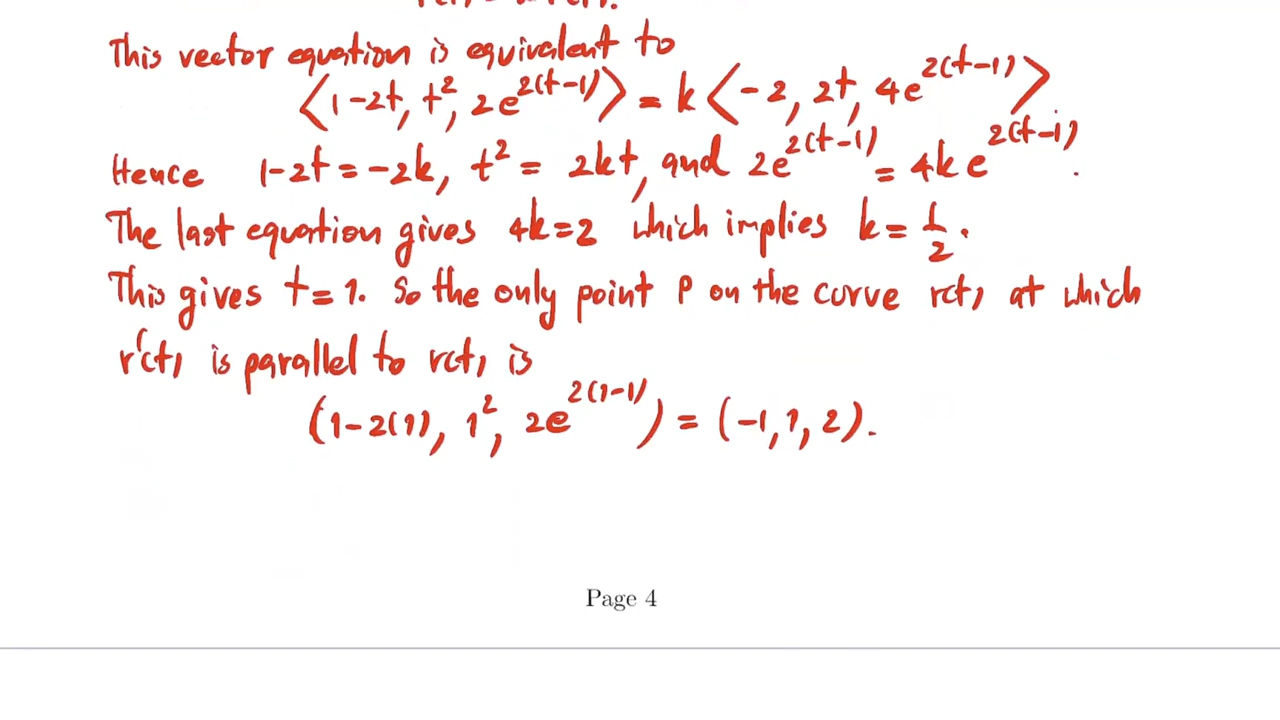 This vector equation is equivalent to
⟨1-2t, t², 2e^{2(t-1)}⟩ = k⟨-2, 2t, 4e^{2(t-1)}⟩
Hence 1-2t = -2k, t² = 2kt, and 2e^{2(t-1)} = 4k e^{2(t-1)}.
The last equation gives 4k=2 which implies k = 1/2.
This gives t=1. So the only point P on the curve r(t) at which
r'(t) is parallel to r(t) is
(1-2(1), 1², 2e^{2(1-1)}) = (-1, 1, 2).
Page 4